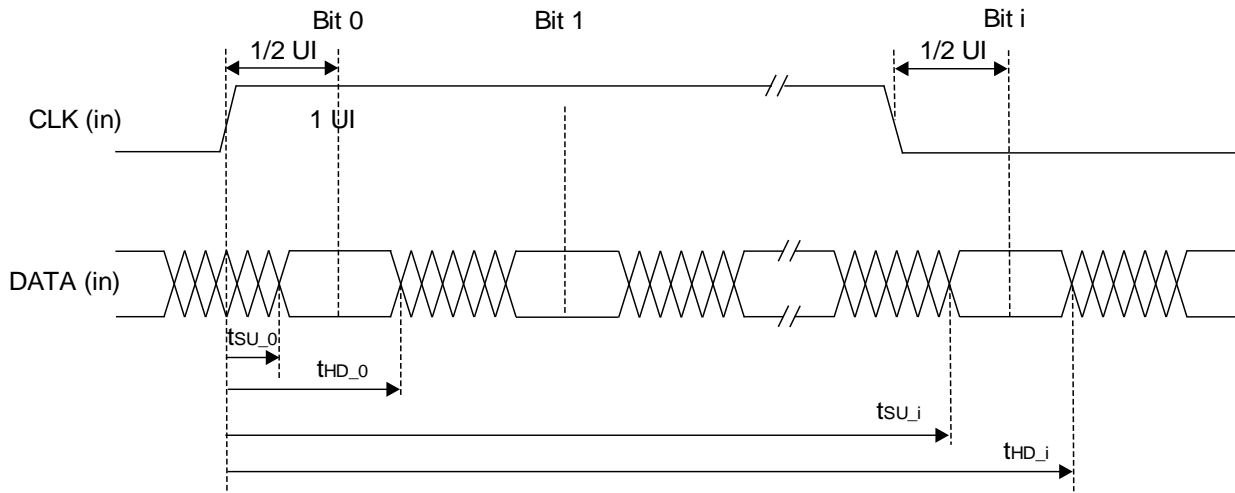 Bit 0
Bit 1
Bit i
1/2 UI
1/2 UI
CLK (in)
1 UI
DATA (in)
tSU_0
tHD_0
tSU_i
tHD_i